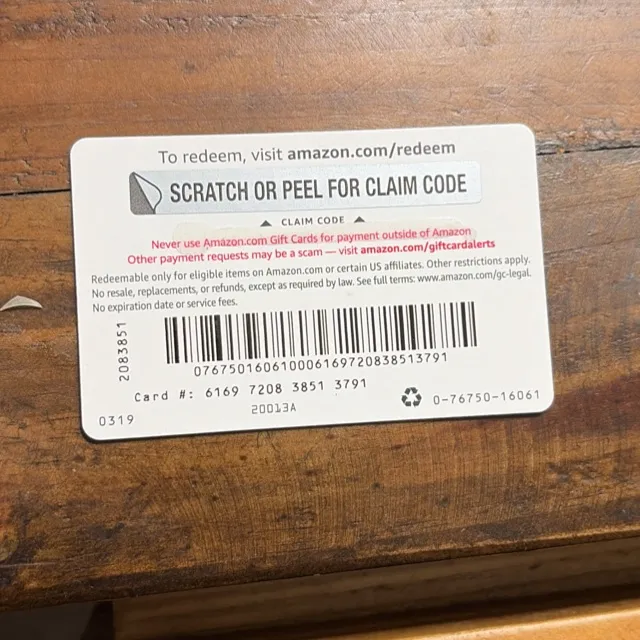 To redeem, visit amazon.com/redeem
SCRATCH OR PEEL FOR CLAIM CODE
▲ CLAIM CODE ▲
Never use Amazon.com Gift Cards for payment outside of Amazon
Other payment requests may be a scam — visit amazon.com/giftcardalerts
Redeemable only for eligible items on Amazon.com or certain US affiliates. Other restrictions apply.
No resale, replacements, or refunds, except as required by law. See full terms: www.amazon.com/gc-legal.
No expiration date or service fees.
2083851
076750160610006169720838513791
Card #: 6169 7208 3851 3791
20013A
0-76750-16061
0319